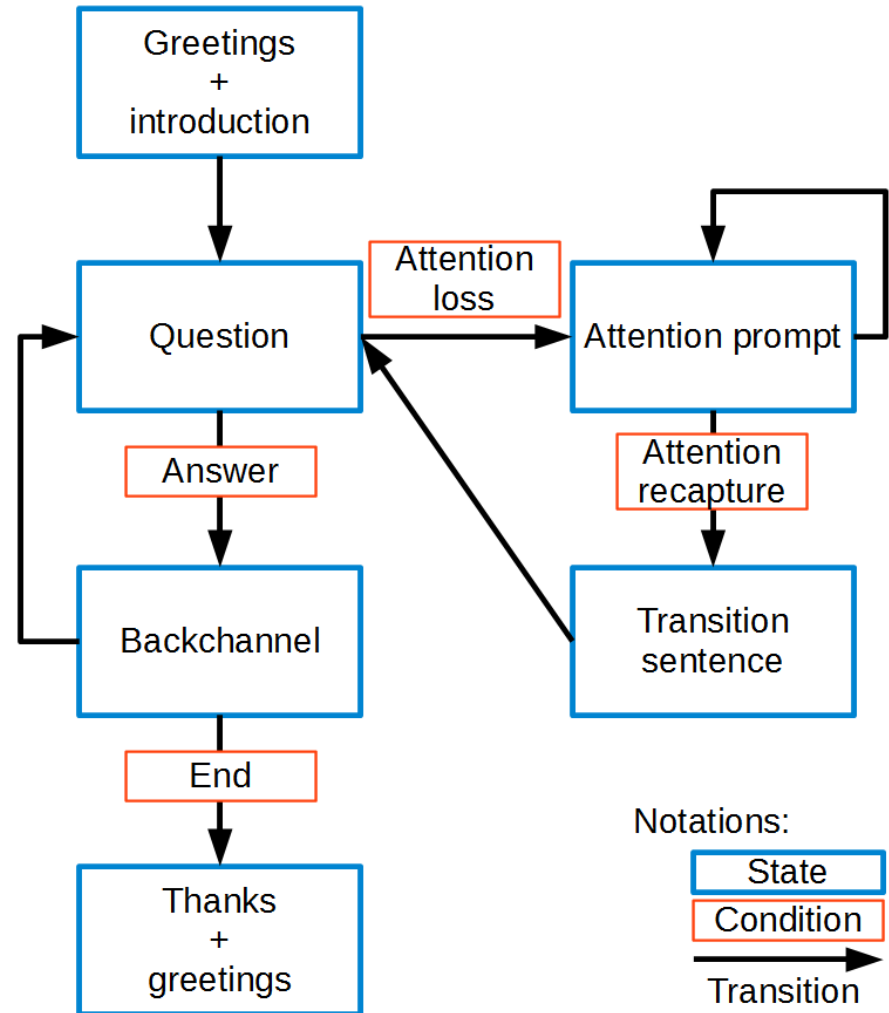 Greetings
+
introduction
Attention
loss
Question
Attention prompt
Answer
Attention
recapture
Backchannel
Transition
sentence
End
Notations:
State
Thanks
+
greetings
Condition
Transition